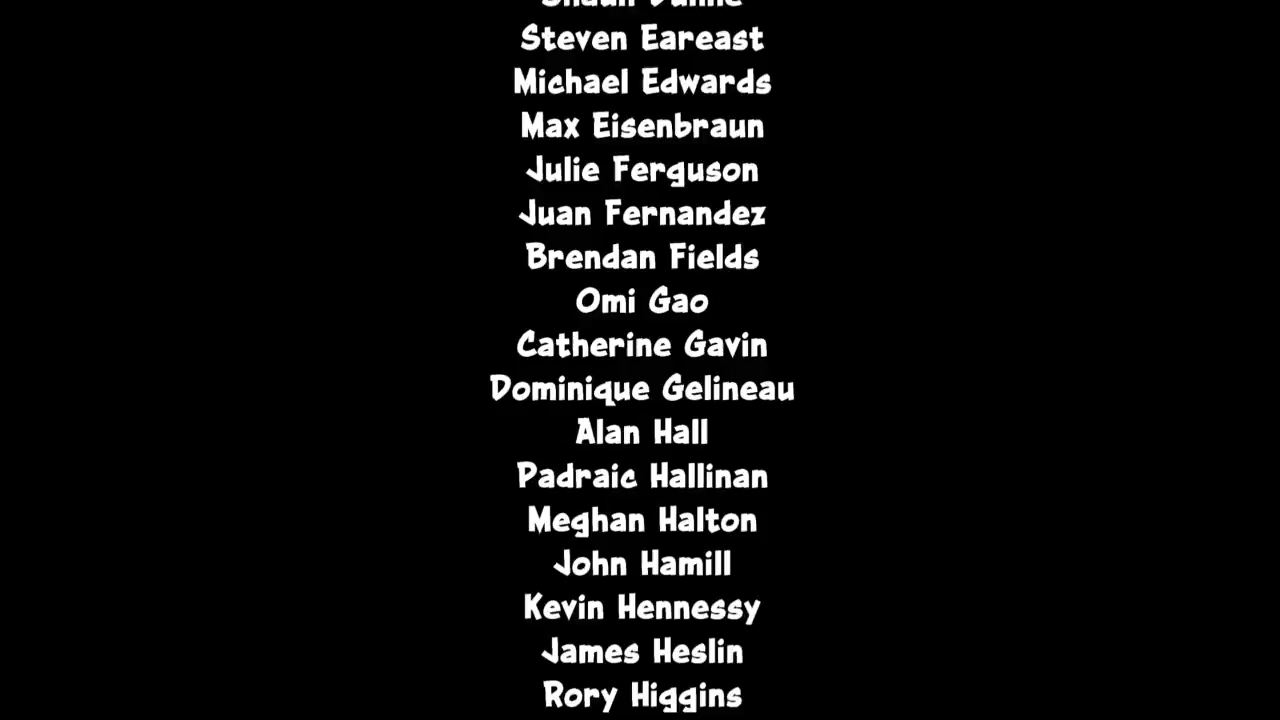 Steven Eareast
Michael Edwards
Max Eisenbraun
Julie Ferguson
Juan Fernandez
Brendan Fields
Omi Gao
Catherine Gavin
Dominique Gelineau
Alan Hall
Padraic Hallinan
Meghan Halton
John Hamill
Kevin Hennessy
James Heslin
Rory Higgins